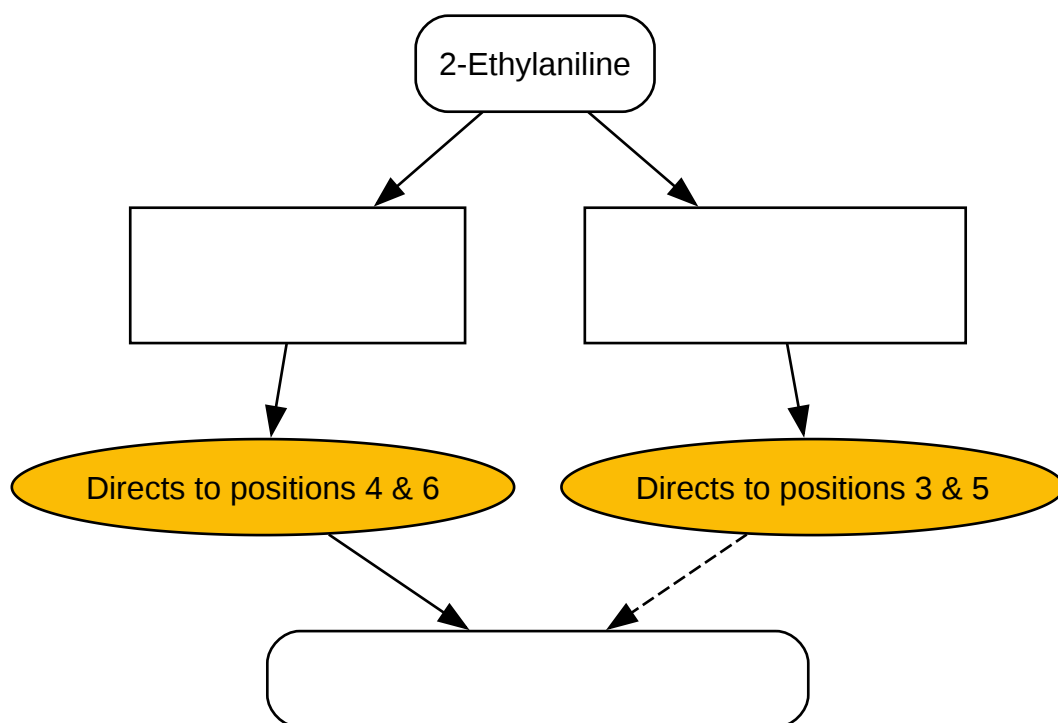 2-Ethylaniline
Directs to positions 4 & 6
Directs to positions 3 & 5